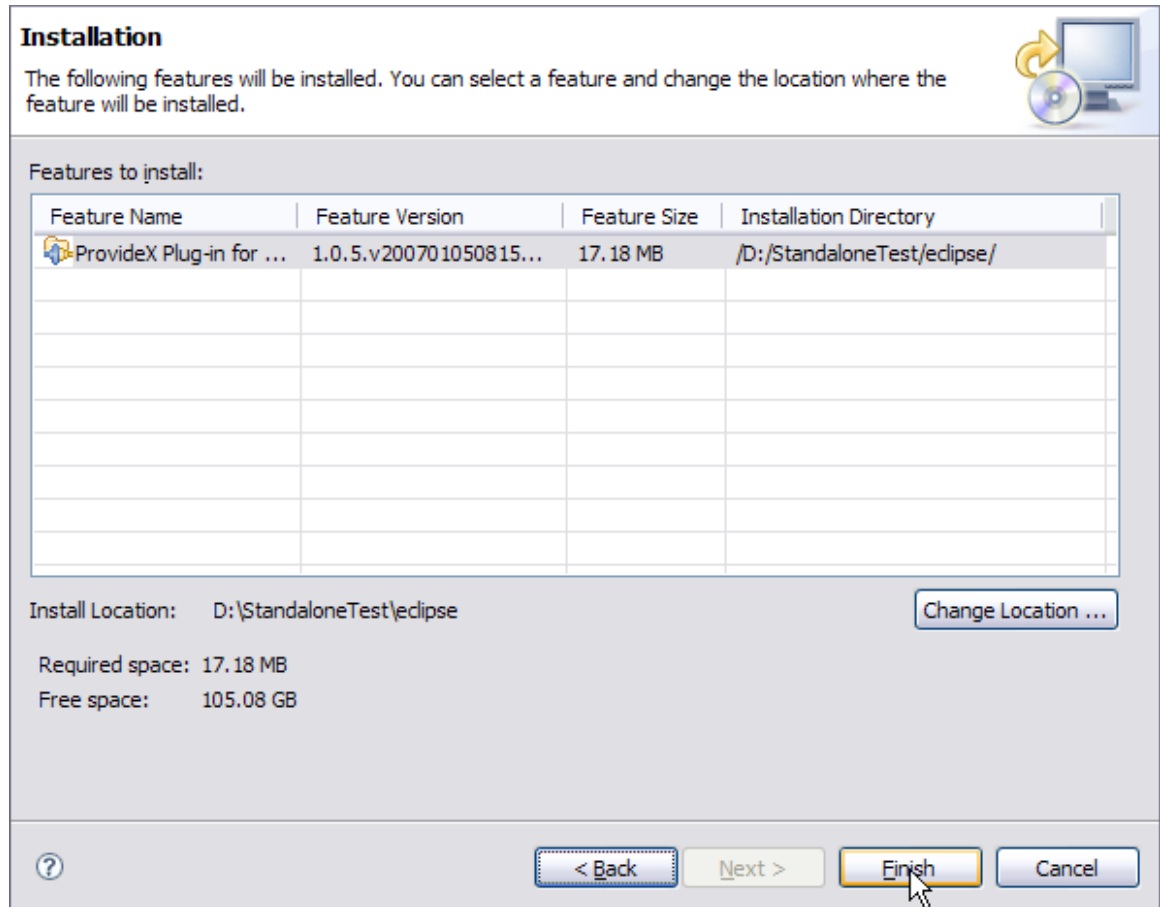 Installation
The following features will be installed. You can select a feature and change the location where the
feature will be installed.
Features to install:
Feature Name Feature Version Feature Size Installation Directory
ProvideX Plug-in for ... 1.0.5.v200701050815... 17.18 MB /D:/StandaloneTest/eclipse/
Install Location: D:\StandaloneTest\eclipse Change Location ...
Required space: 17.18 MB
Free space: 105.08 GB
? < Back Next > Finish Cancel